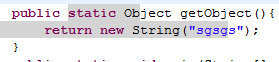 public static Object getObject(){
return new String("sgsgs");
}